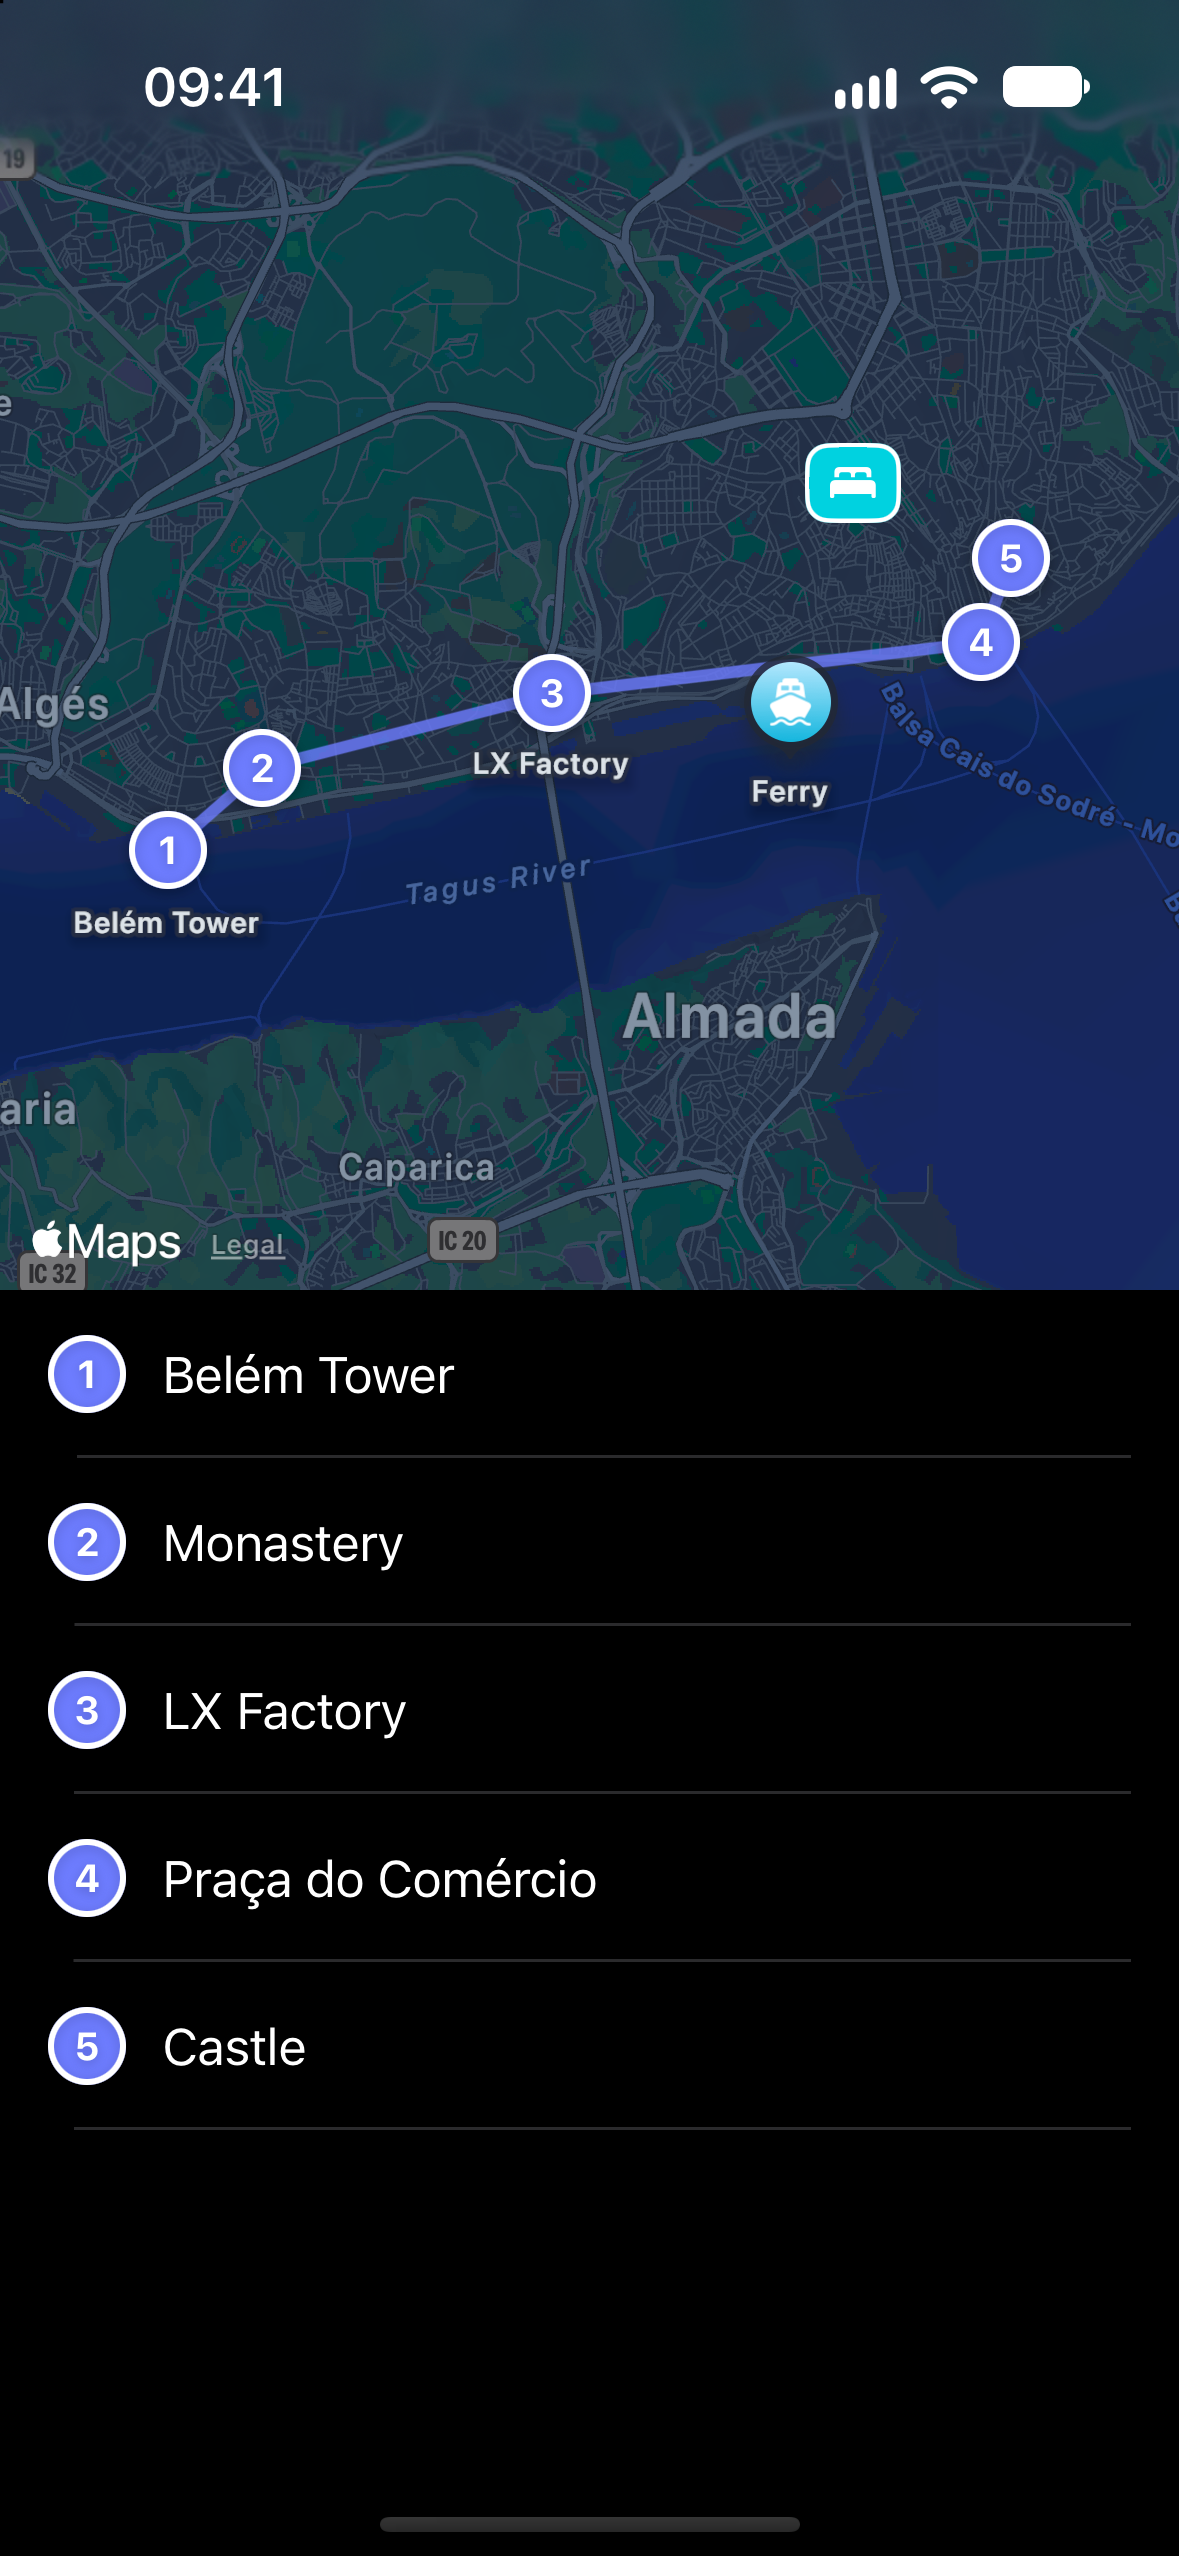 09:41
19
e
Algés
5
4
3
2
1
LX Factory
Ferry
Balsa Cais do Sodré - Mo
Tagus River
Belém Tower
Almada
aria
Caparica
Maps
Legal
IC 20
IC 32
1 Belém Tower
2 Monastery
3 LX Factory
4 Praça do Comércio
5 Castle